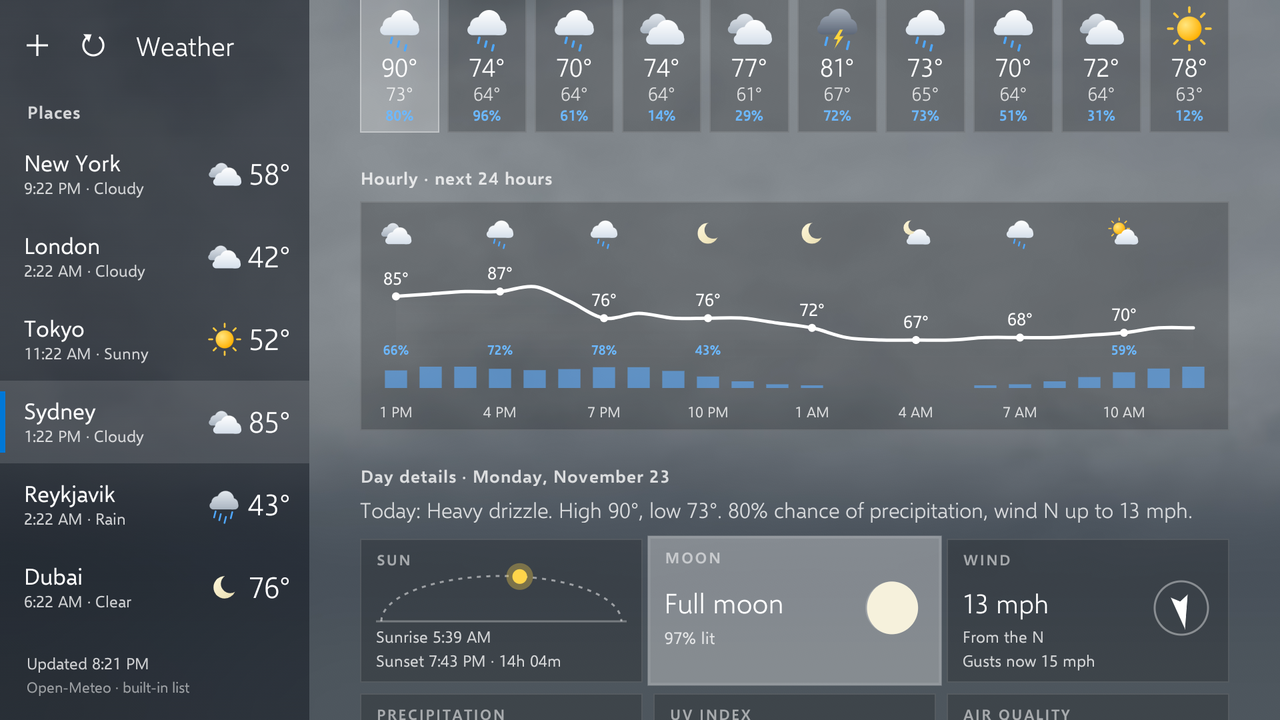 Weather
Places
New York
9:22 PM · Cloudy
58°
London
2:22 AM · Cloudy
42°
Tokyo
11:22 AM · Sunny
52°
Sydney
1:22 PM · Cloudy
85°
Reykjavik
2:22 AM · Rain
43°
Dubai
6:22 AM · Clear
76°
Updated 8:21 PM
Open-Meteo · built-in list
90° 74° 70° 74° 77° 81° 73° 70° 72° 78°
73° 64° 64° 64° 61° 67° 65° 64° 64° 63°
80% 96% 61% 14% 29% 72% 73% 51% 31% 12%
Hourly · next 24 hours
85° 87° 76° 76° 72° 67° 68° 70°
66% 72% 78% 43% 59%
1 PM 4 PM 7 PM 10 PM 1 AM 4 AM 7 AM 10 AM
Day details · Monday, November 23
Today: Heavy drizzle. High 90°, low 73°. 80% chance of precipitation, wind N up to 13 mph.
SUN
Sunrise 5:39 AM
Sunset 7:43 PM · 14h 04m
MOON
Full moon
97% lit
WIND
13 mph
From the N
Gusts now 15 mph
PRECIPITATION
UV INDEX
AIR QUALITY